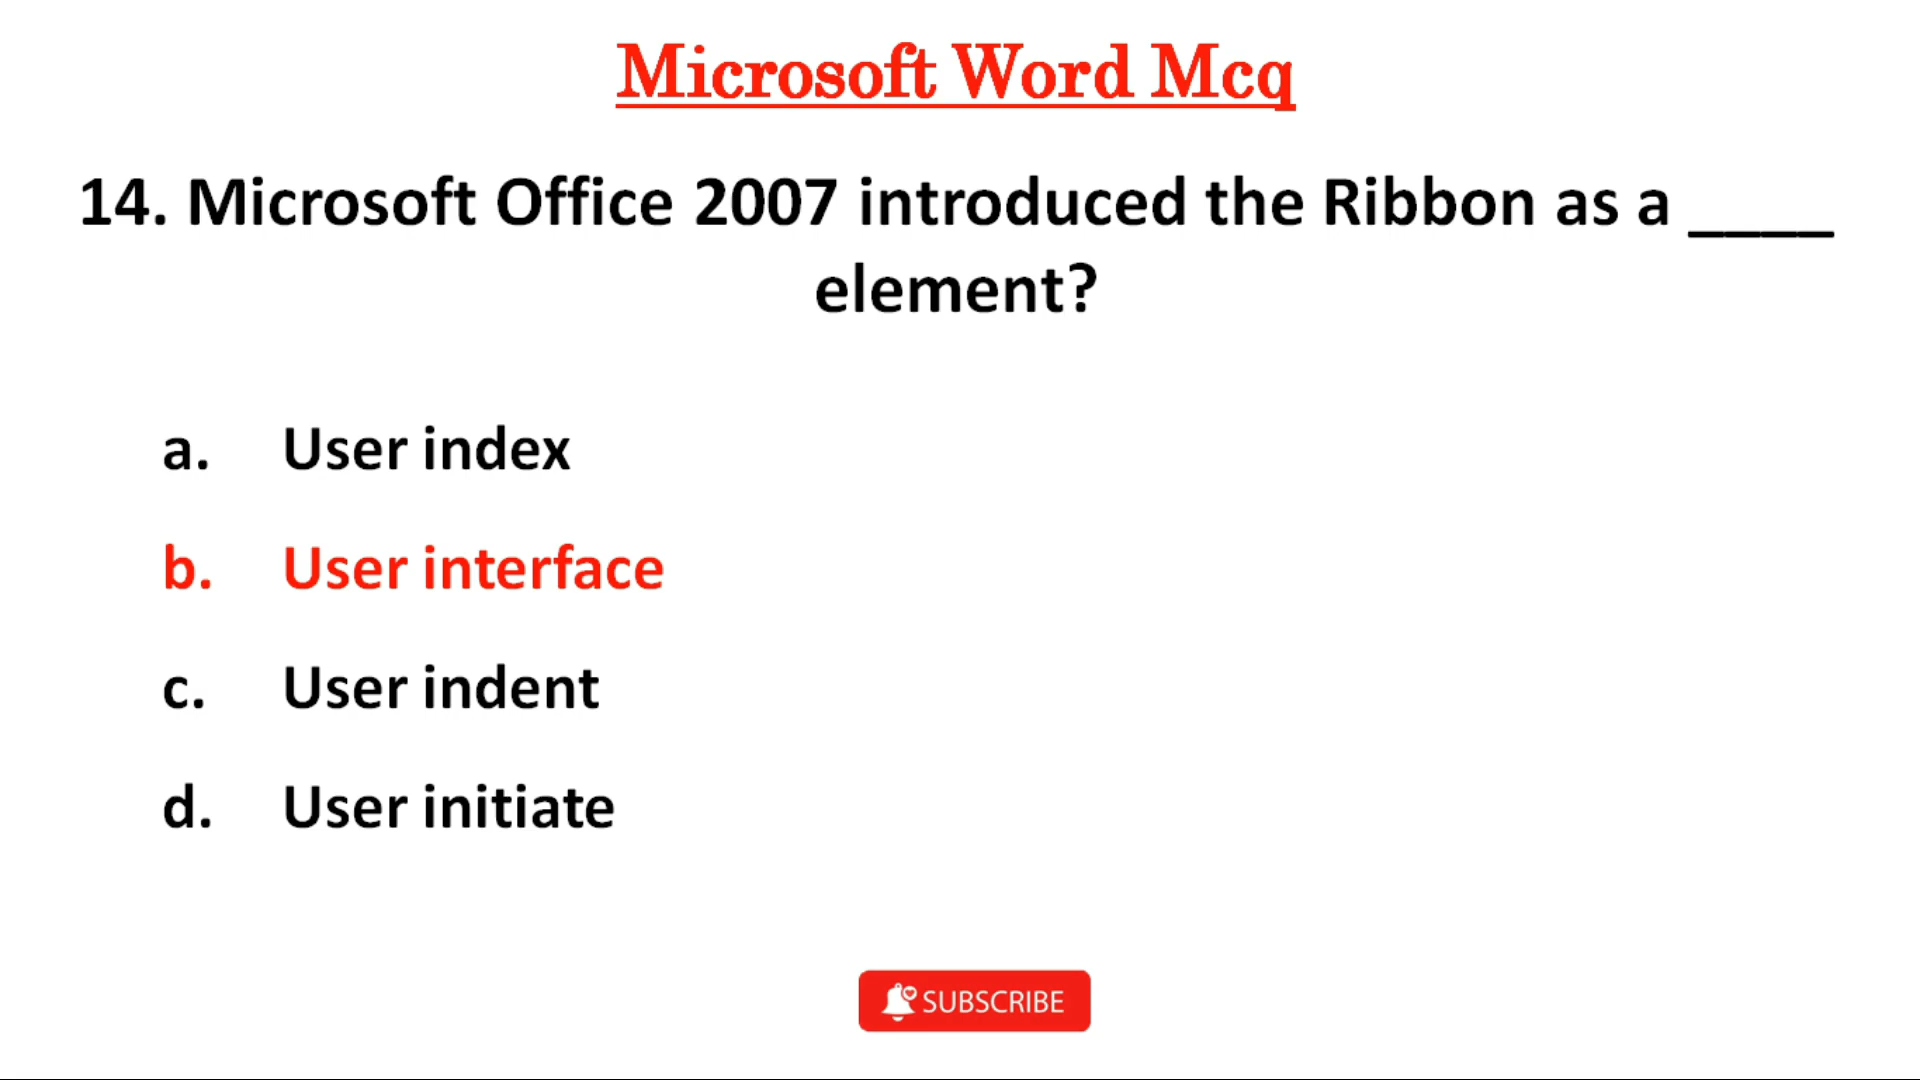 Microsoft Word Mcq
14. Microsoft Office 2007 introduced the Ribbon as a ____
element?
a. User index
b. User interface
c. User indent
d. User initiate
SUBSCRIBE